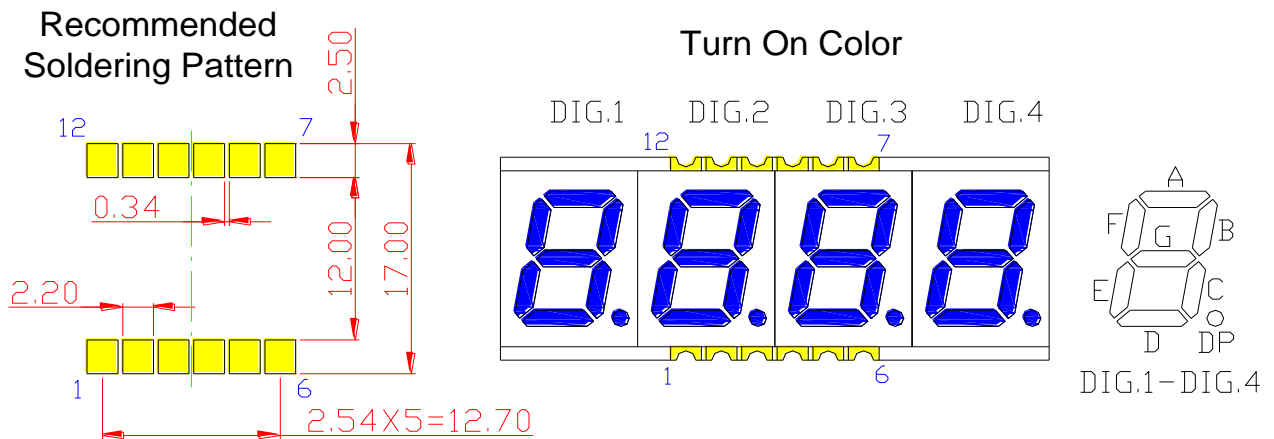 Recommended
Soldering Pattern
2.50
12
7
0.34
12.00
17.00
2.20
1
6
2.54X5=12.70
Turn On Color
DIG.1
DIG.2
DIG.3
DIG.4
12
7
1
6
A
F
G
B
E
C
D
DP
DIG.1-DIG.4